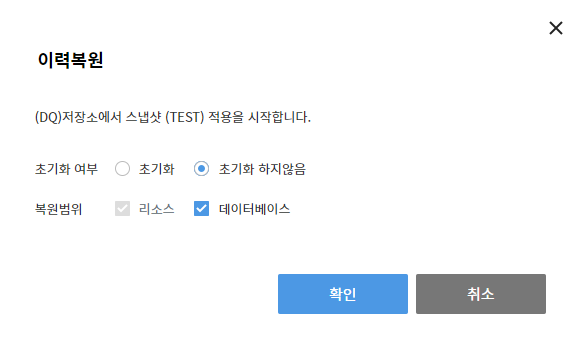 이력복원
(DQ)저장소에서 스냅샷 (TEST) 적용을 시작합니다.
초기화 여부 초기화 초기화 하지않음
복원범위 리소스 데이터베이스
확인 취소